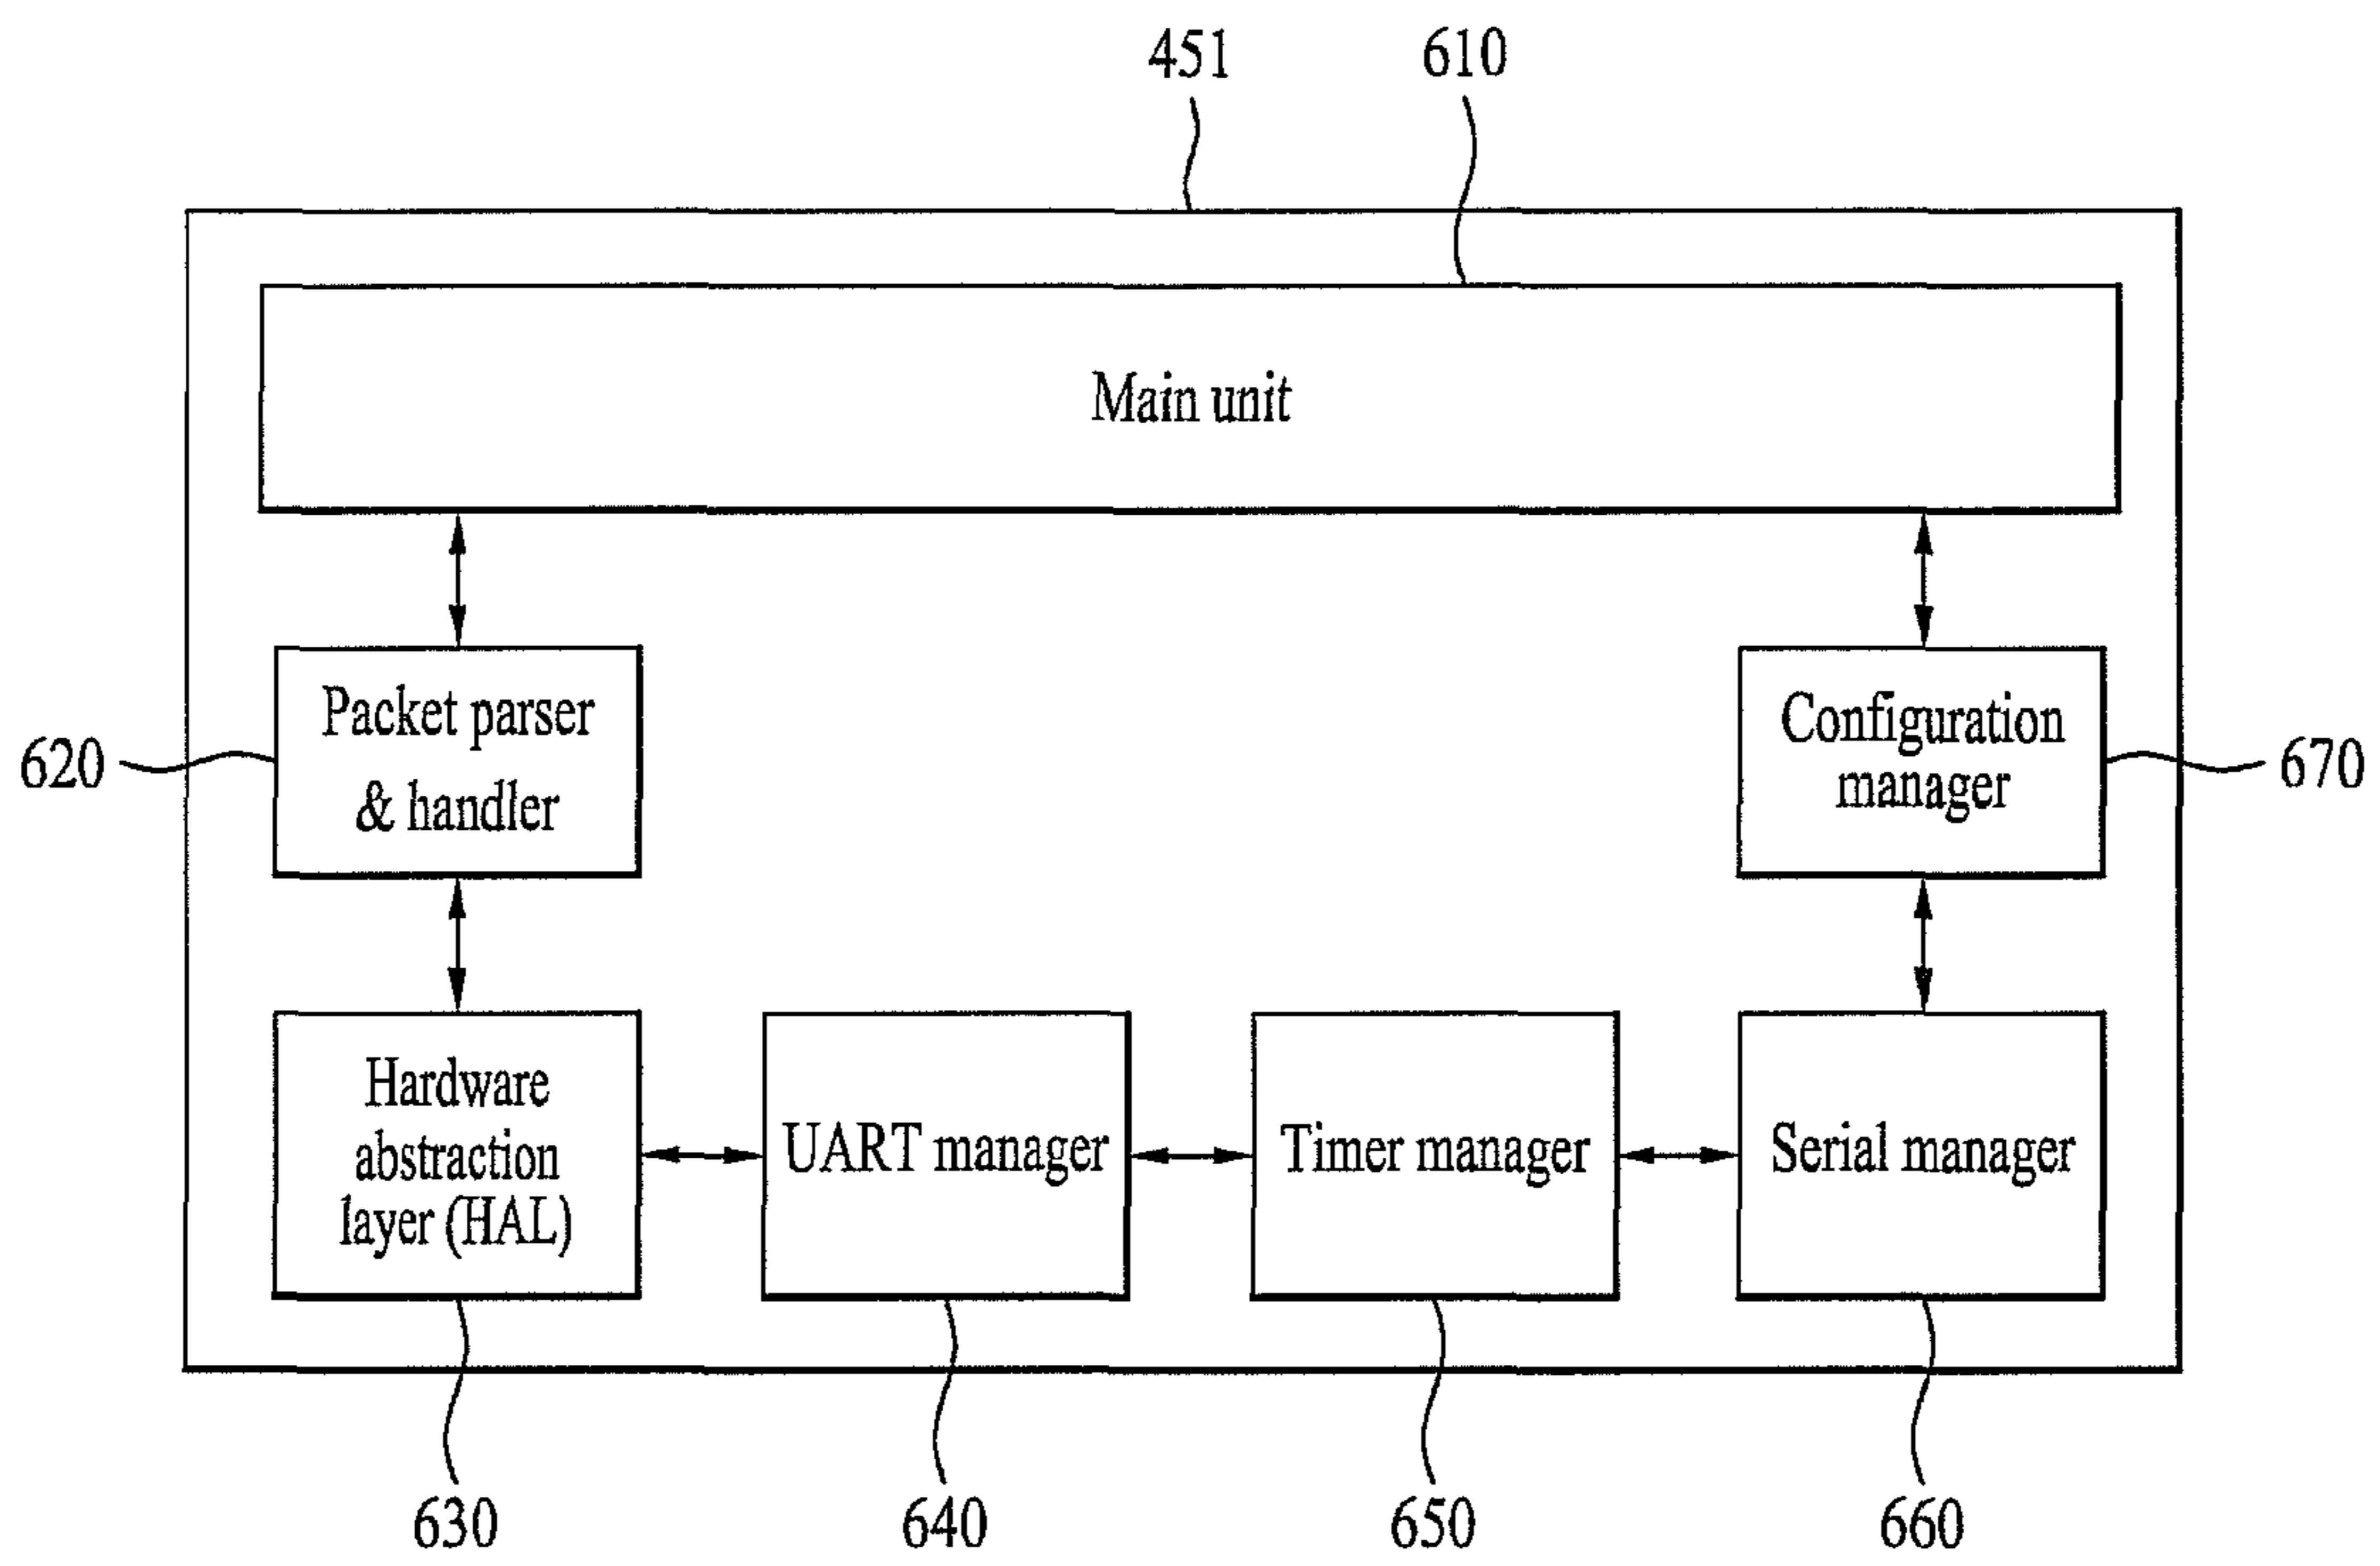 451
610
Main unit
Packet parser
& handler
620
Configuration
manager
670
Hardware
abstraction
layer (HAL)
UART manager
Timer manager
Serial manager
630
640
650
660